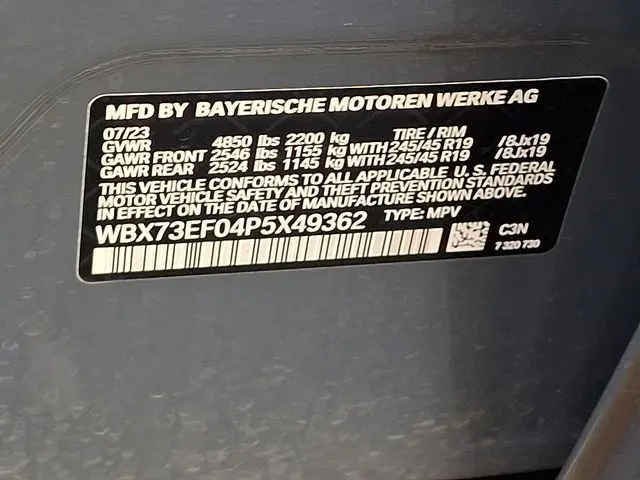 MFD BY BAYERISCHE MOTOREN WERKE AG
07/23 TIRE / RIM
GVWR 4850 lbs 2200 kg
GAWR FRONT 2546 lbs 1155 kg WITH 245/45 R19 /8Jx19
GAWR REAR 2524 lbs 1145 kg WITH 245/45 R19 /8Jx19
THIS VEHICLE CONFORMS TO ALL APPLICABLE U.S. FEDERAL
MOTOR VEHICLE SAFETY AND THEFT PREVENTION STANDARDS
IN EFFECT ON THE DATE OF MANUFACTURE SHOWN ABOVE.
WBX73EF04P5X49362 TYPE: MPV
C3N
7 320 730